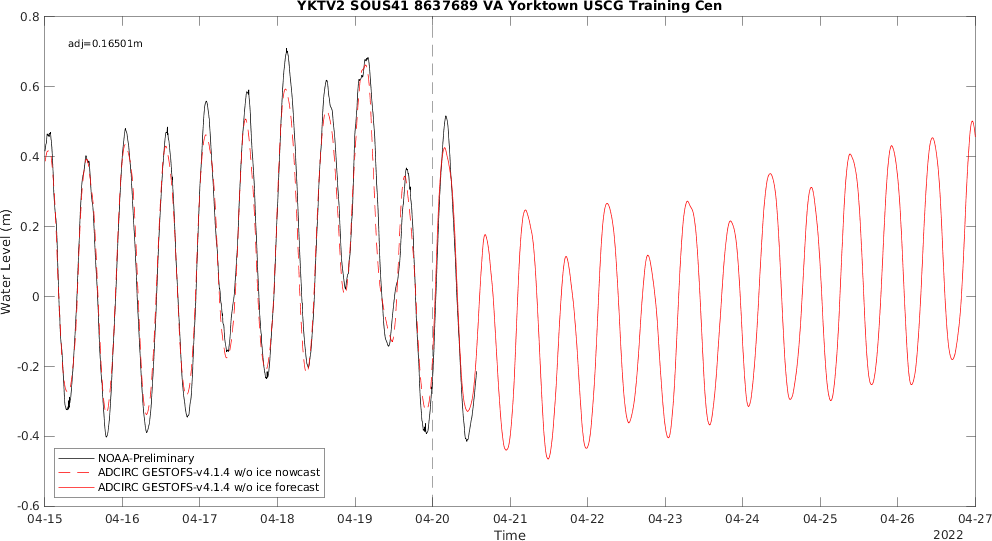 YKTV2 SOUS41 8637689 VA Yorktown USCG Training Cen
adj=0.16501m
0.8
0.6
0.4
0.2
0
-0.2
-0.4
-0.6
Water Level (m)
NOAA-Preliminary
ADCIRC GESTOFS-v4.1.4 w/o ice nowcast
ADCIRC GESTOFS-v4.1.4 w/o ice forecast
04-15 04-16 04-17 04-18 04-19 04-20 04-21 04-22 04-23 04-24 04-25 04-26 04-27
Time
2022